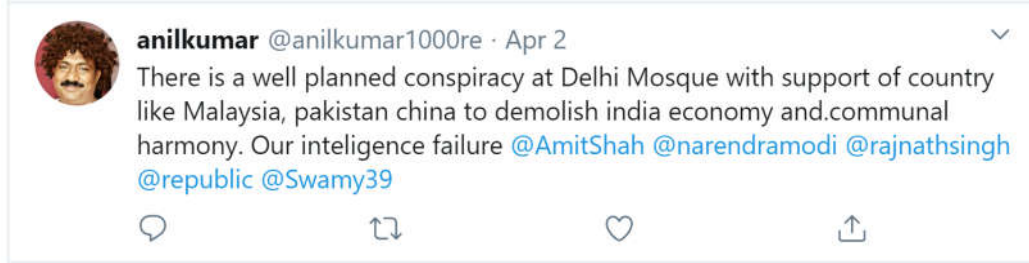 anilkumar @anilkumar1000re · Apr 2
There is a well planned conspiracy at Delhi Mosque with support of country
like Malaysia, pakistan china to demolish india economy and.communal
harmony. Our inteligence failure @AmitShah @narendramodi @rajnathsingh
@republic @Swamy39